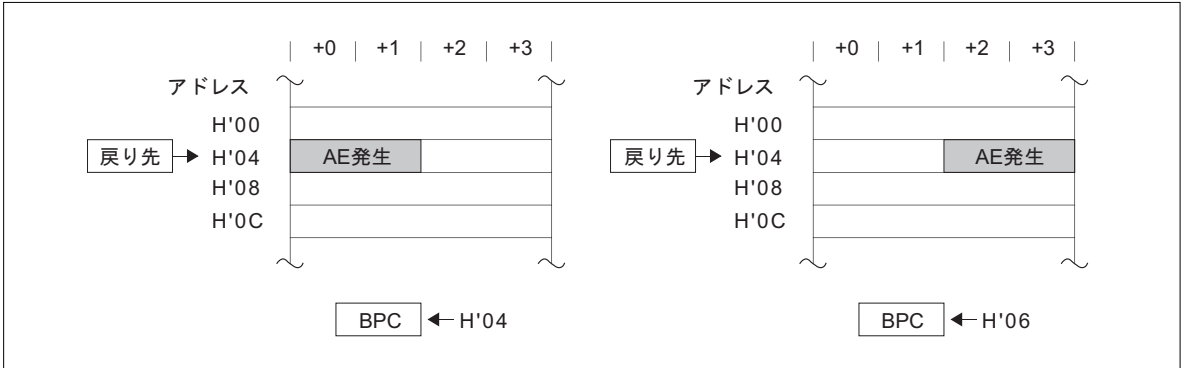 +0 | +1 | +2 | +3
アドレス
H'00
戻り先 H'04 AE発生
H'08
H'0C
BPC H'04
+0 | +1 | +2 | +3
アドレス
H'00
戻り先 H'04 AE発生
H'08
H'0C
BPC H'06